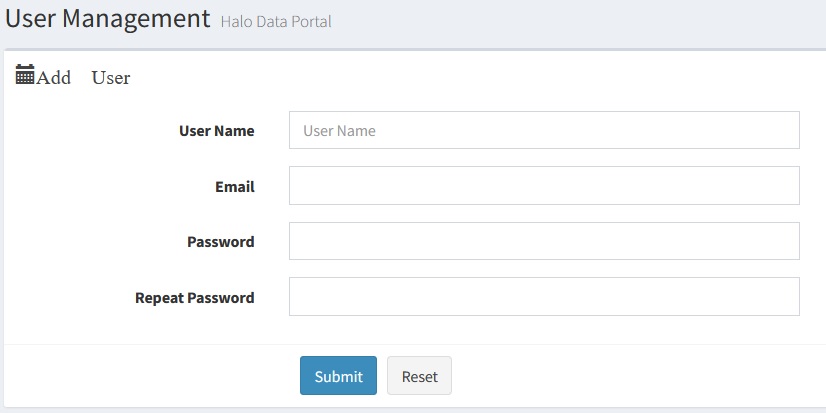 User Management Halo Data Portal
Add User
User Name User Name
Email
Password
Repeat Password
Submit Reset